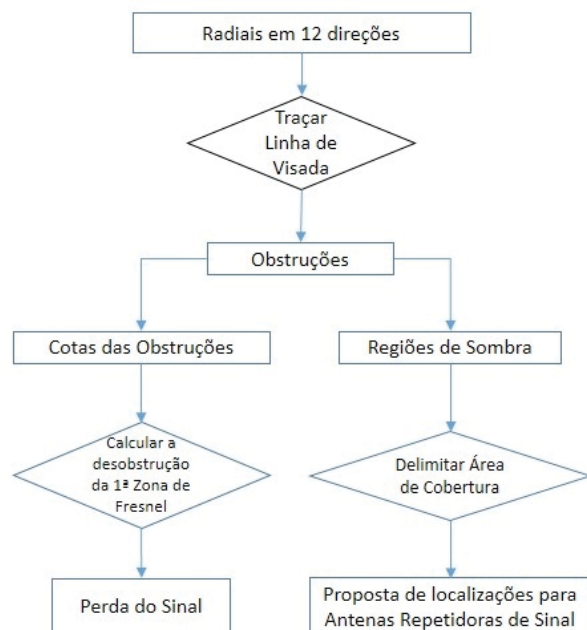 Radiais em 12 direções
Traçar
Linha de
Visada
Obstruções
Cotas das Obstruções
Regiões de Sombra
Calcular a
desobstrução
da 1ª Zona de
Fresnel
Delimitar Área
de Cobertura
Perda do Sinal
Proposta de localizações para
Antenas Repetidoras de Sinal